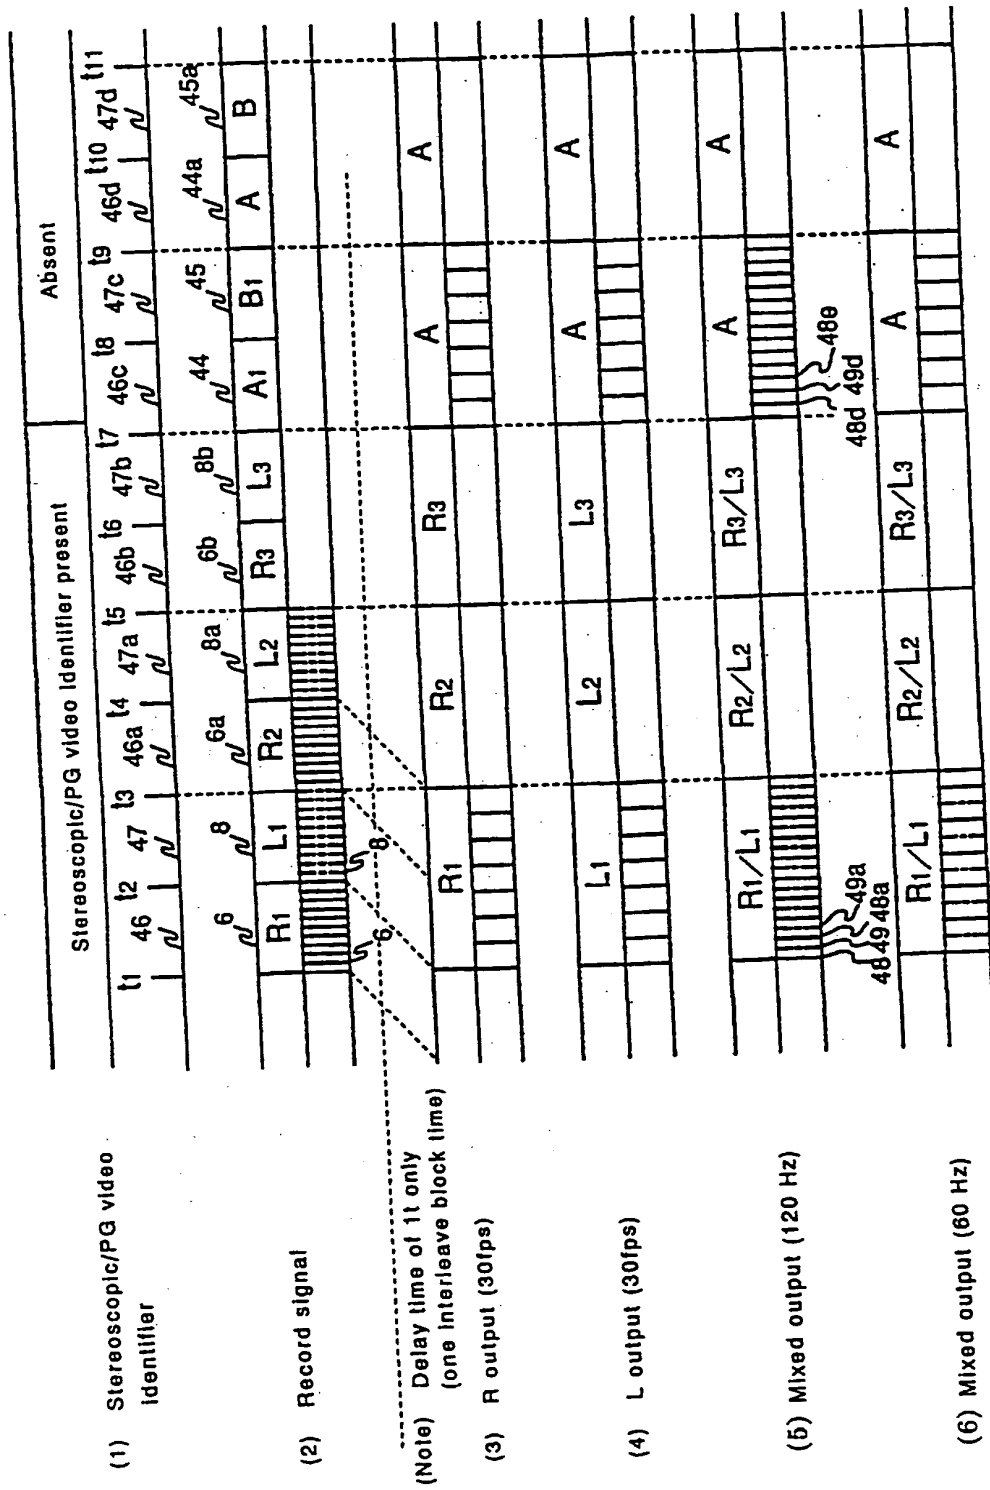 Stereoscopic/PG video identifier present Absent
(1) Stereoscopic/PG video identifier
t1 46 t2 47 t3 46a t4 47a t5 46b t6 47b t7 46c t8 47c t9 46d t10 47d t11
6 8 6a 8a 6b 8b 44 45 44a 45a
(2) Record signal
R1 L1 R2 L2 R3 L3 A1 B1 A B
6 8
(Note) Delay time of 1t only
(one interleave block time)
(3) R output (30fps)
R1 R2 R3 A A
(4) L output (30fps)
L1 L2 L3 A A
(5) Mixed output (120 Hz)
R1/L1 R2/L2 R3/L3 A A
48 49 48a 49a 48d 49d 48e
(6) Mixed output (60 Hz)
R1/L1 R2/L2 R3/L3 A A